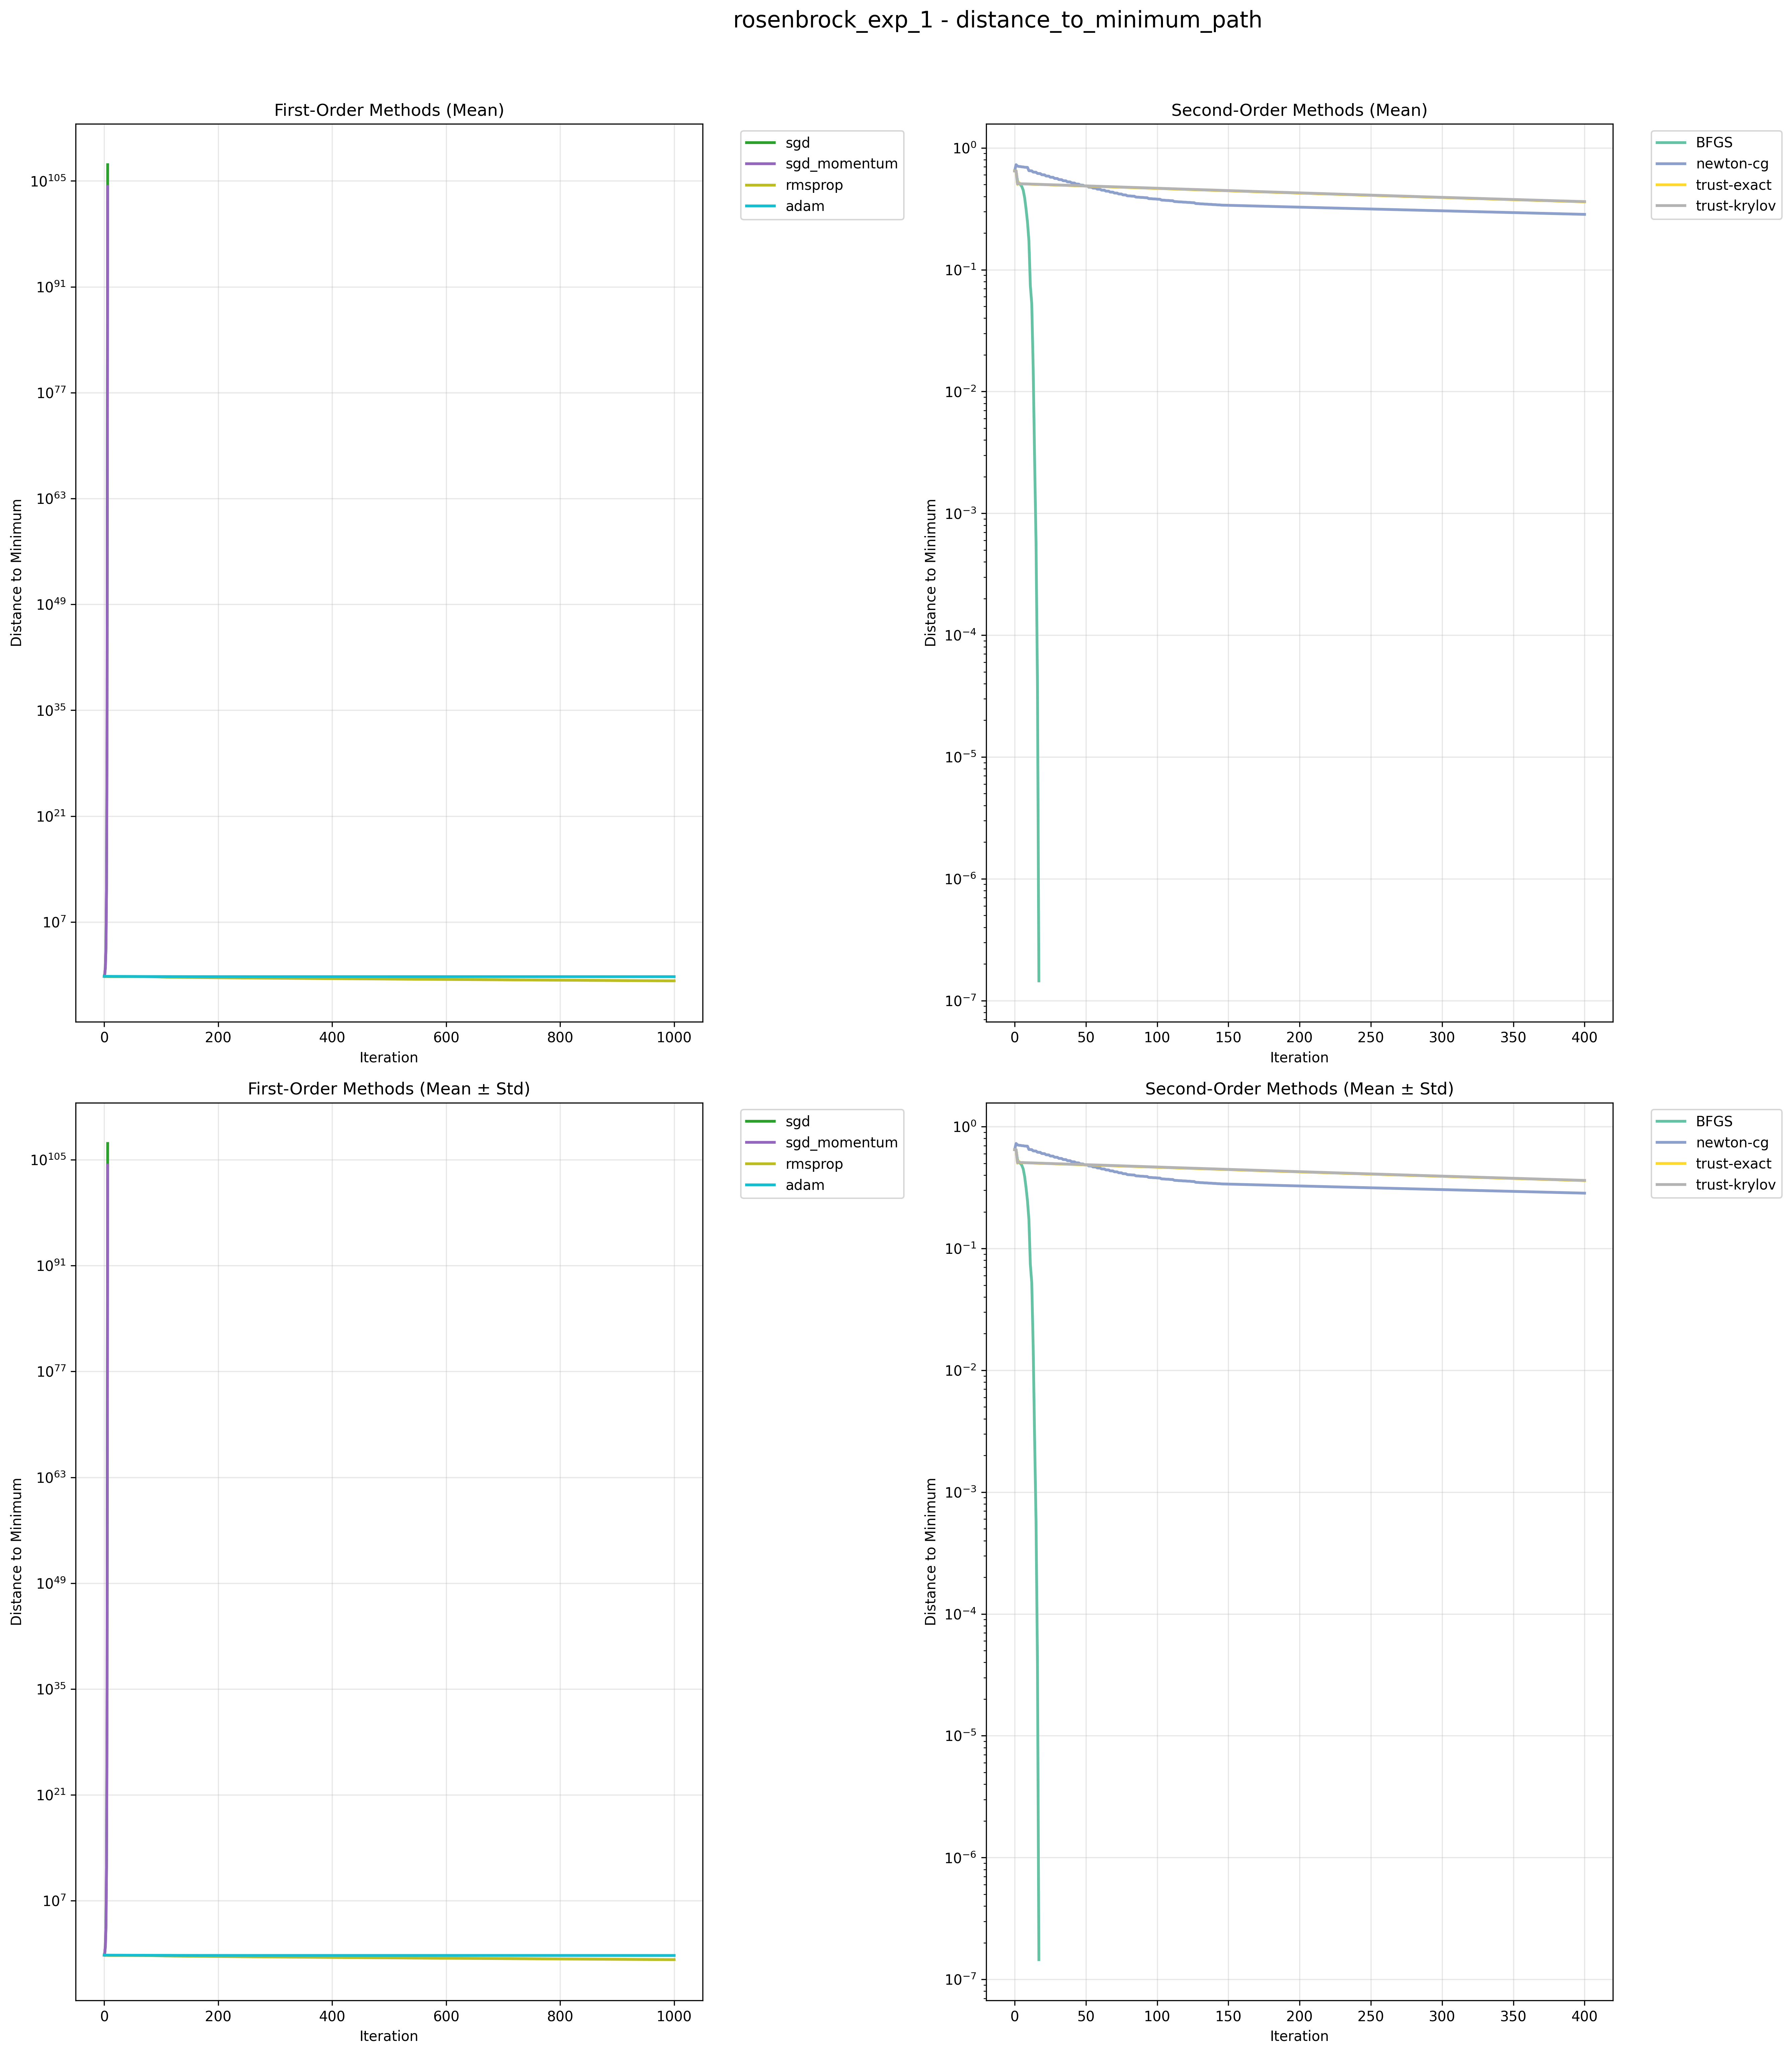 rosenbrock_exp_1 - distance_to_minimum_path
First-Order Methods (Mean)
Distance to Minimum
10^105
10^91
10^77
10^63
10^49
10^35
10^21
10^7
0 200 400 600 800 1000
Iteration
sgd
sgd_momentum
rmsprop
adam
Second-Order Methods (Mean)
Distance to Minimum
10^0
10^−1
10^−2
10^−3
10^−4
10^−5
10^−6
10^−7
0 50 100 150 200 250 300 350 400
Iteration
BFGS
newton-cg
trust-exact
trust-krylov
First-Order Methods (Mean ± Std)
Distance to Minimum
10^105
10^91
10^77
10^63
10^49
10^35
10^21
10^7
0 200 400 600 800 1000
Iteration
sgd
sgd_momentum
rmsprop
adam
Second-Order Methods (Mean ± Std)
Distance to Minimum
10^0
10^−1
10^−2
10^−3
10^−4
10^−5
10^−6
10^−7
0 50 100 150 200 250 300 350 400
Iteration
BFGS
newton-cg
trust-exact
trust-krylov